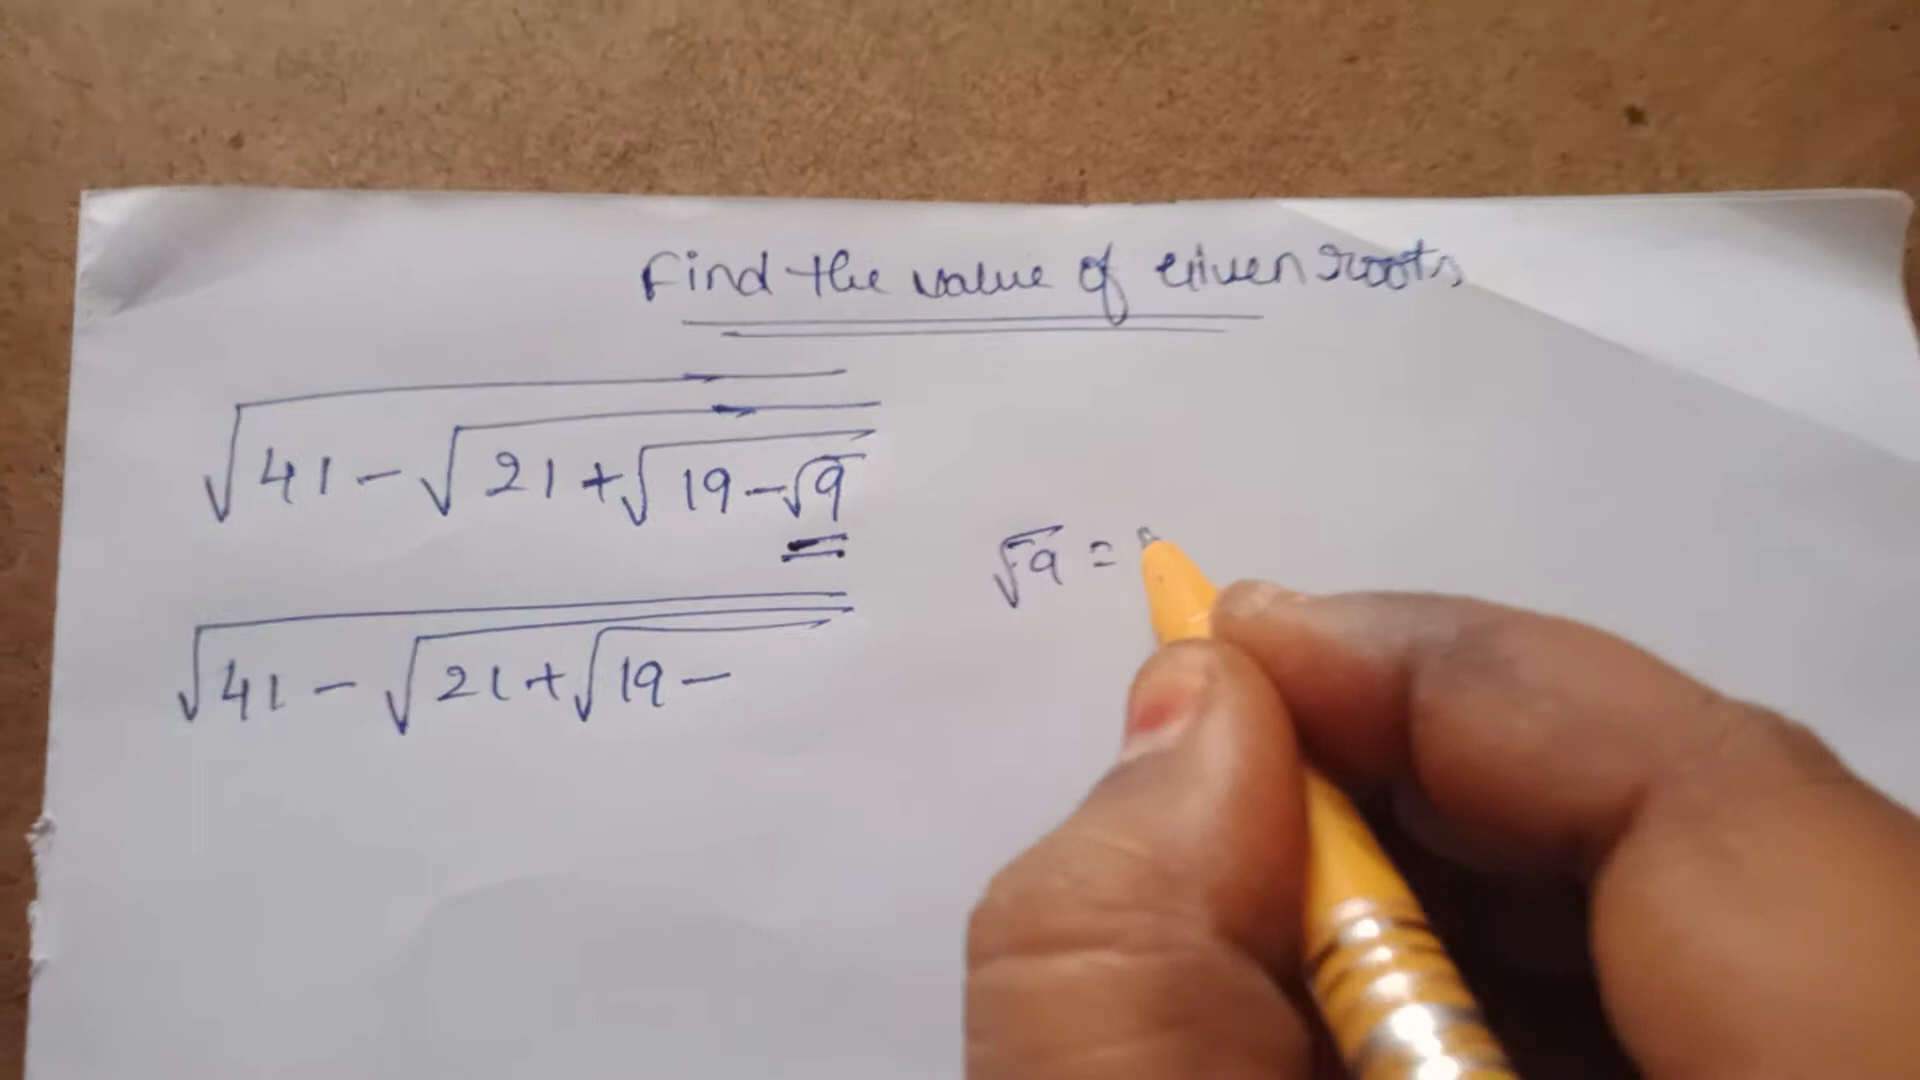 Find the value of Given roots
√41 - √21 + √19 - √9
√9 =
√41 - √21 + √19 -